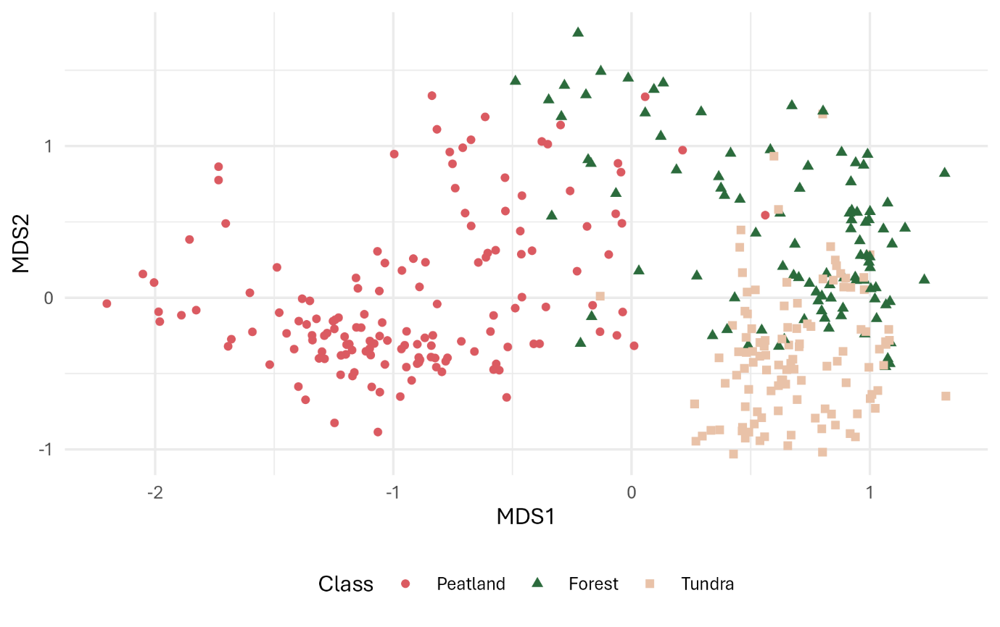 MDS2
1
0
-1
-2 -1 0 1
MDS1
Class Peatland Forest Tundra